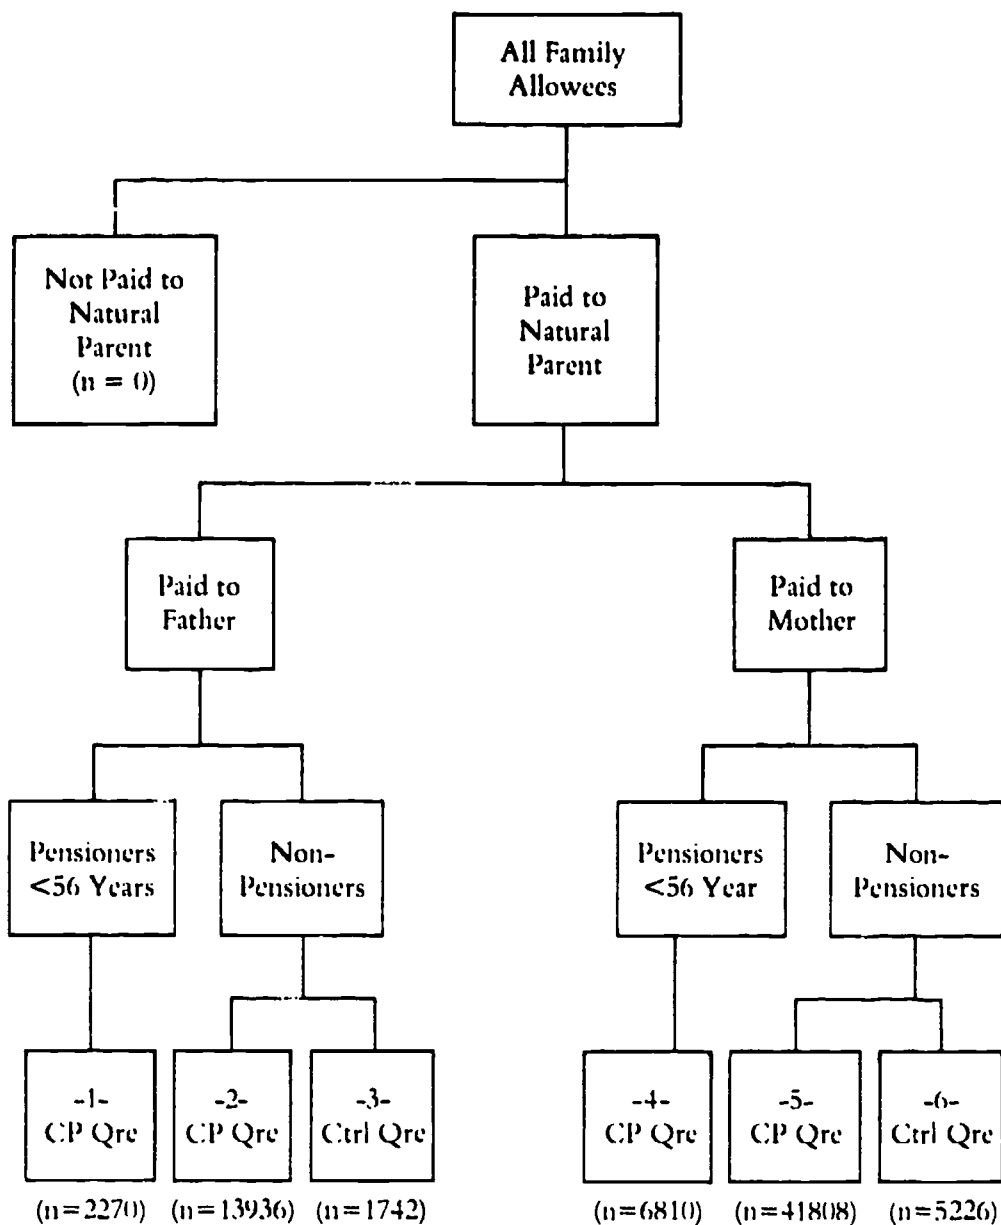 All Family
Allowees
Not Paid to
Natural
Parent
(n = 0)
Paid to
Natural
Parent
Paid to
Father
Paid to
Mother
Pensioners
<56 Years
Non-
Pensioners
Pensioners
<56 Year
Non-
Pensioners
-1-
CP Qre
-2-
CP Qre
-3-
Ctrl Qre
-4-
CP Qre
-5-
CP Qre
-6-
Ctrl Qre
(n=2270)
(n=13936)
(n=1742)
(n=6810)
(n=41808)
(n=5226)